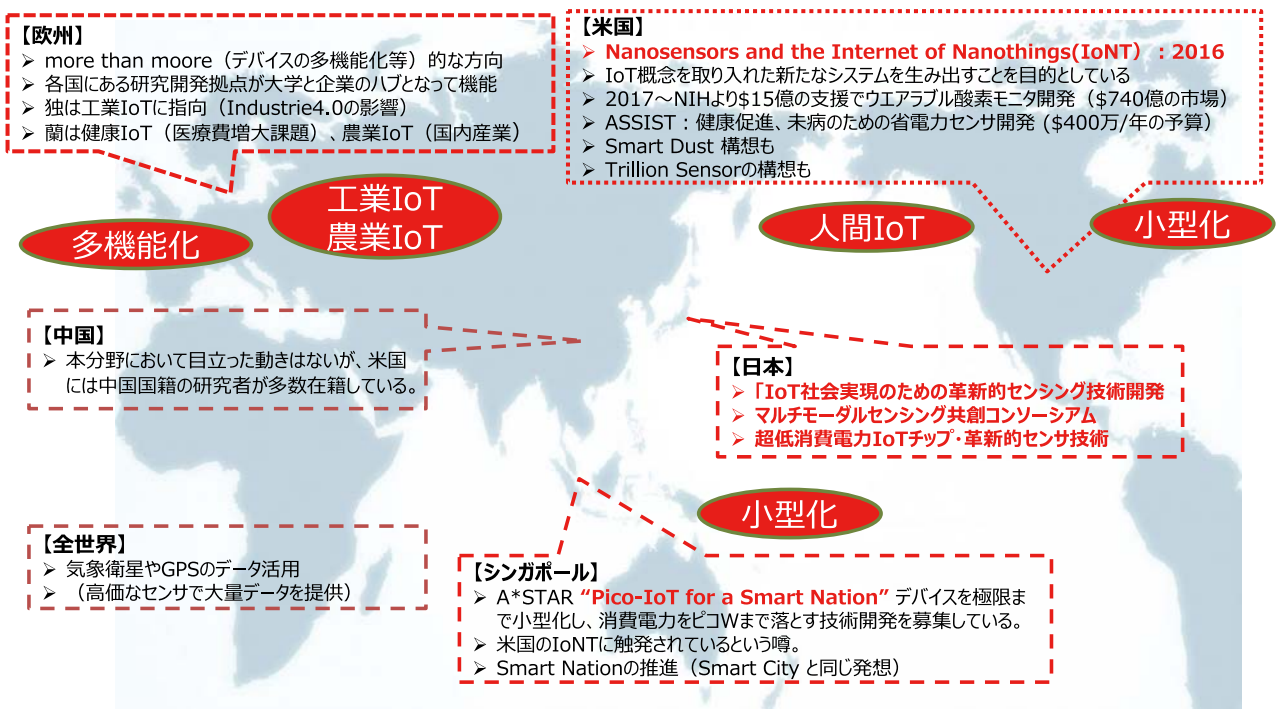 【欧州】
➢ more than moore（デバイスの多機能化等）的な方向
➢ 各国にある研究開発拠点が大学と企業のハブとなって機能
➢ 独は工業IoTに指向（Industrie4.0の影響）
➢ 蘭は健康IoT（医療費増大課題）、農業IoT（国内産業）
【米国】
➢ Nanosensors and the Internet of Nanothings(IoNT）：2016
➢ IoT概念を取り入れた新たなシステムを生み出すことを目的としている
➢ 2017～NIHより$15億の支援でウエアラブル酸素モニタ開発（$740億の市場）
➢ ASSIST：健康促進、未病のための省電力センサ開発 ($400万/年の予算）
➢ Smart Dust 構想も
➢ Trillion Sensorの構想も
工業IoT
農業IoT
多機能化
人間IoT
小型化
【中国】
➢ 本分野において目立った動きはないが、米国
には中国国籍の研究者が多数在籍している。
【日本】
➢ 「IoT社会実現のための革新的センシング技術開発
➢ マルチモーダルセンシング共創コンソーシアム
➢ 超低消費電力IoTチップ・革新的センサ技術
小型化
【全世界】
➢ 気象衛星やGPSのデータ活用
➢ （高価なセンサで大量データを提供）
【シンガポール】
➢ A*STAR “Pico-IoT for a Smart Nation” デバイスを極限ま
で小型化し、消費電力をピコWまで落とす技術開発を募集している。
➢ 米国のIoNTに触発されているという噂。
➢ Smart Nationの推進（Smart City と同じ発想）